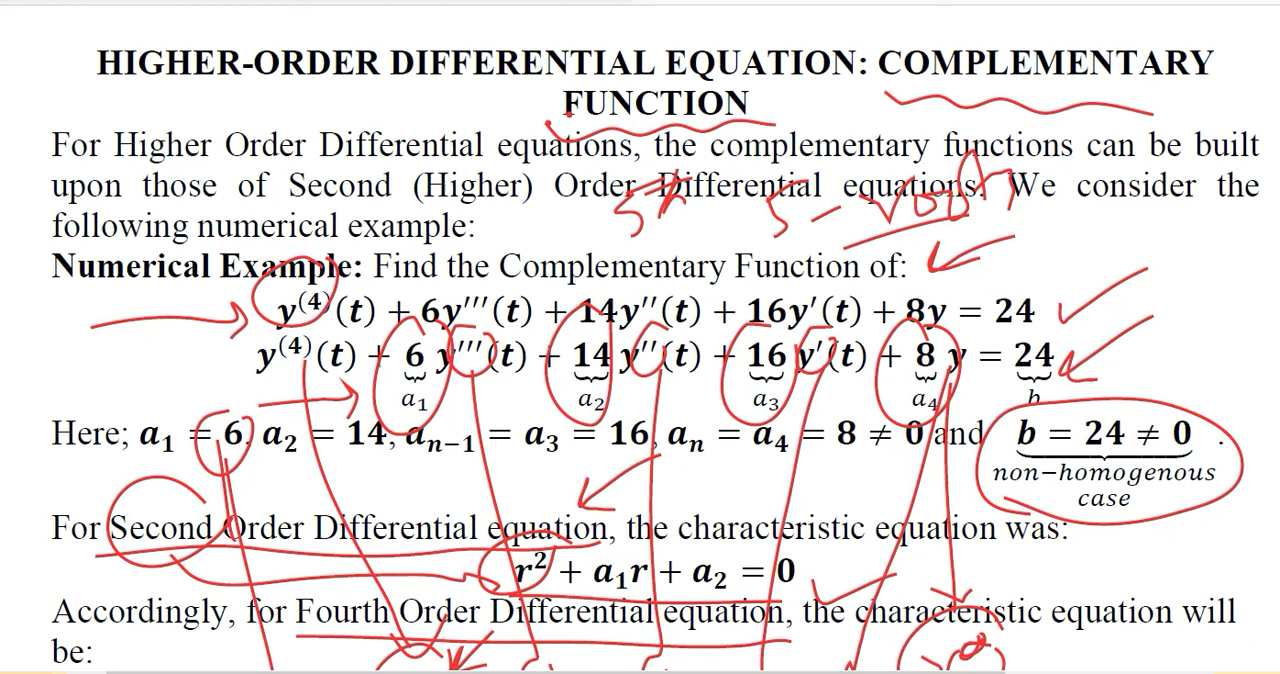 HIGHER-ORDER DIFFERENTIAL EQUATION: COMPLEMENTARY
FUNCTION
For Higher Order Differential equations, the complementary functions can be built
upon those of Second (Higher) Order Differential equations. We consider the
5th 5 - roots
following numerical example:
Numerical Example: Find the Complementary Function of:
y⁽⁴⁾(t) + 6y′′′(t) + 14y′′(t) + 16y′(t) + 8y = 24
y⁽⁴⁾(t) + 6 y′′′(t) + 14 y′′(t) + 16 y′(t) + 8 y = 24
a₁ a₂ a₃ a₄ b
Here; a₁ = 6, a₂ = 14, aₙ₋₁ = a₃ = 16, aₙ = a₄ = 8 ≠ 0 and b = 24 ≠ 0 .
non−homogenous
case
For Second Order Differential equation, the characteristic equation was:
r² + a₁r + a₂ = 0
Accordingly, for Fourth Order Differential equation, the characteristic equation will
be: